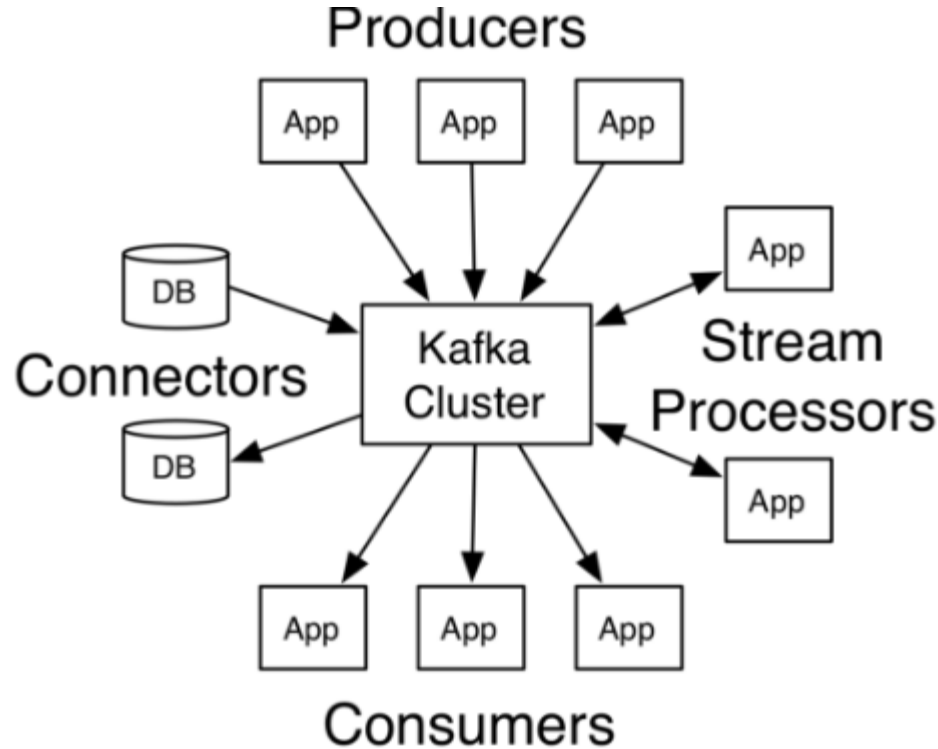 Producers
App
App
App
App
DB
Kafka
Cluster
Stream
Processors
Connectors
DB
App
App
App
App
Consumers